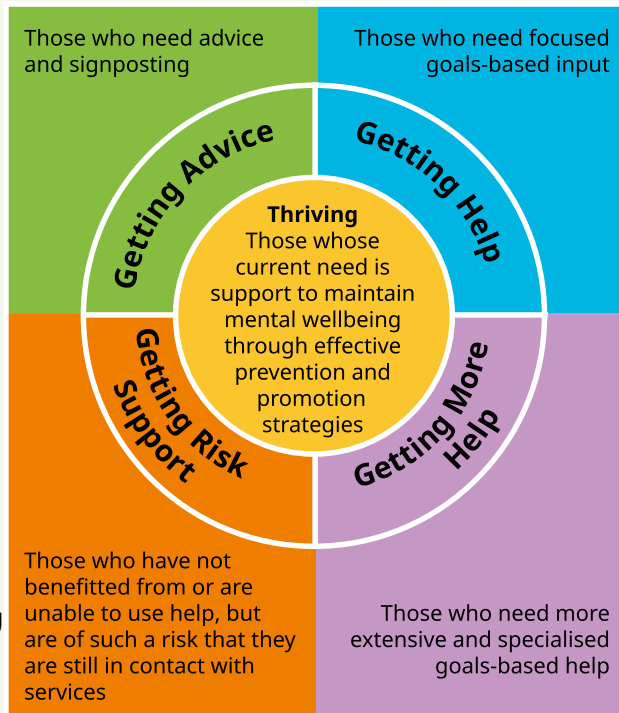 Those who need advice
and signposting
Those who need focused
goals-based input
Getting Advice
Getting Help
Thriving
Those whose
current need is
support to maintain
mental wellbeing
through effective
prevention and
promotion
strategies
Getting Risk
Support
Getting More
Help
Those who have not
benefitted from or are
unable to use help, but
are of such a risk that they
are still in contact with
services
Those who need more
extensive and specialised
goals-based help